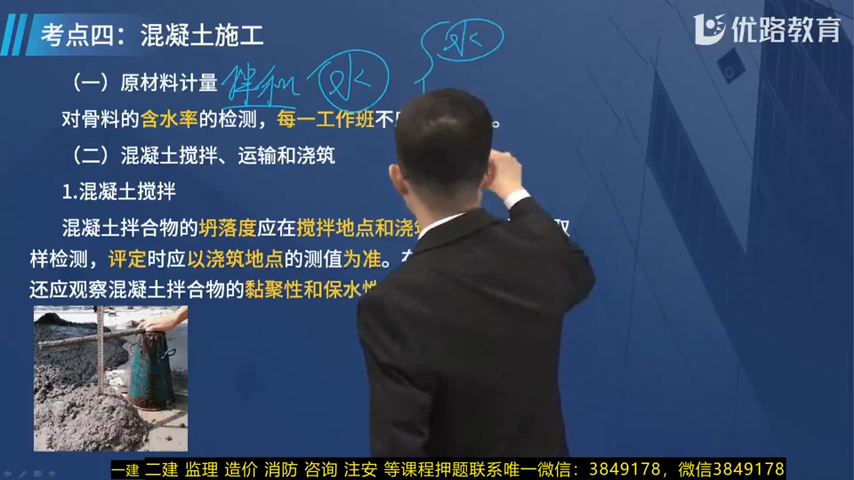 考点四：混凝土施工
优路教育
水
（一）原材料计量 拌和 水
对骨料的含水率的检测，每一工作班不
。
（二）混凝土搅拌、运输和浇筑
1.混凝土搅拌
混凝土拌合物的坍落度应在搅拌地点和浇 取
样检测，评定时应以浇筑地点的测值为准。
还应观察混凝土拌合物的黏聚性和保水性
一建 二建 监理 造价 消防 咨询 注安 等课程押题联系唯一微信：3849178，微信3849178